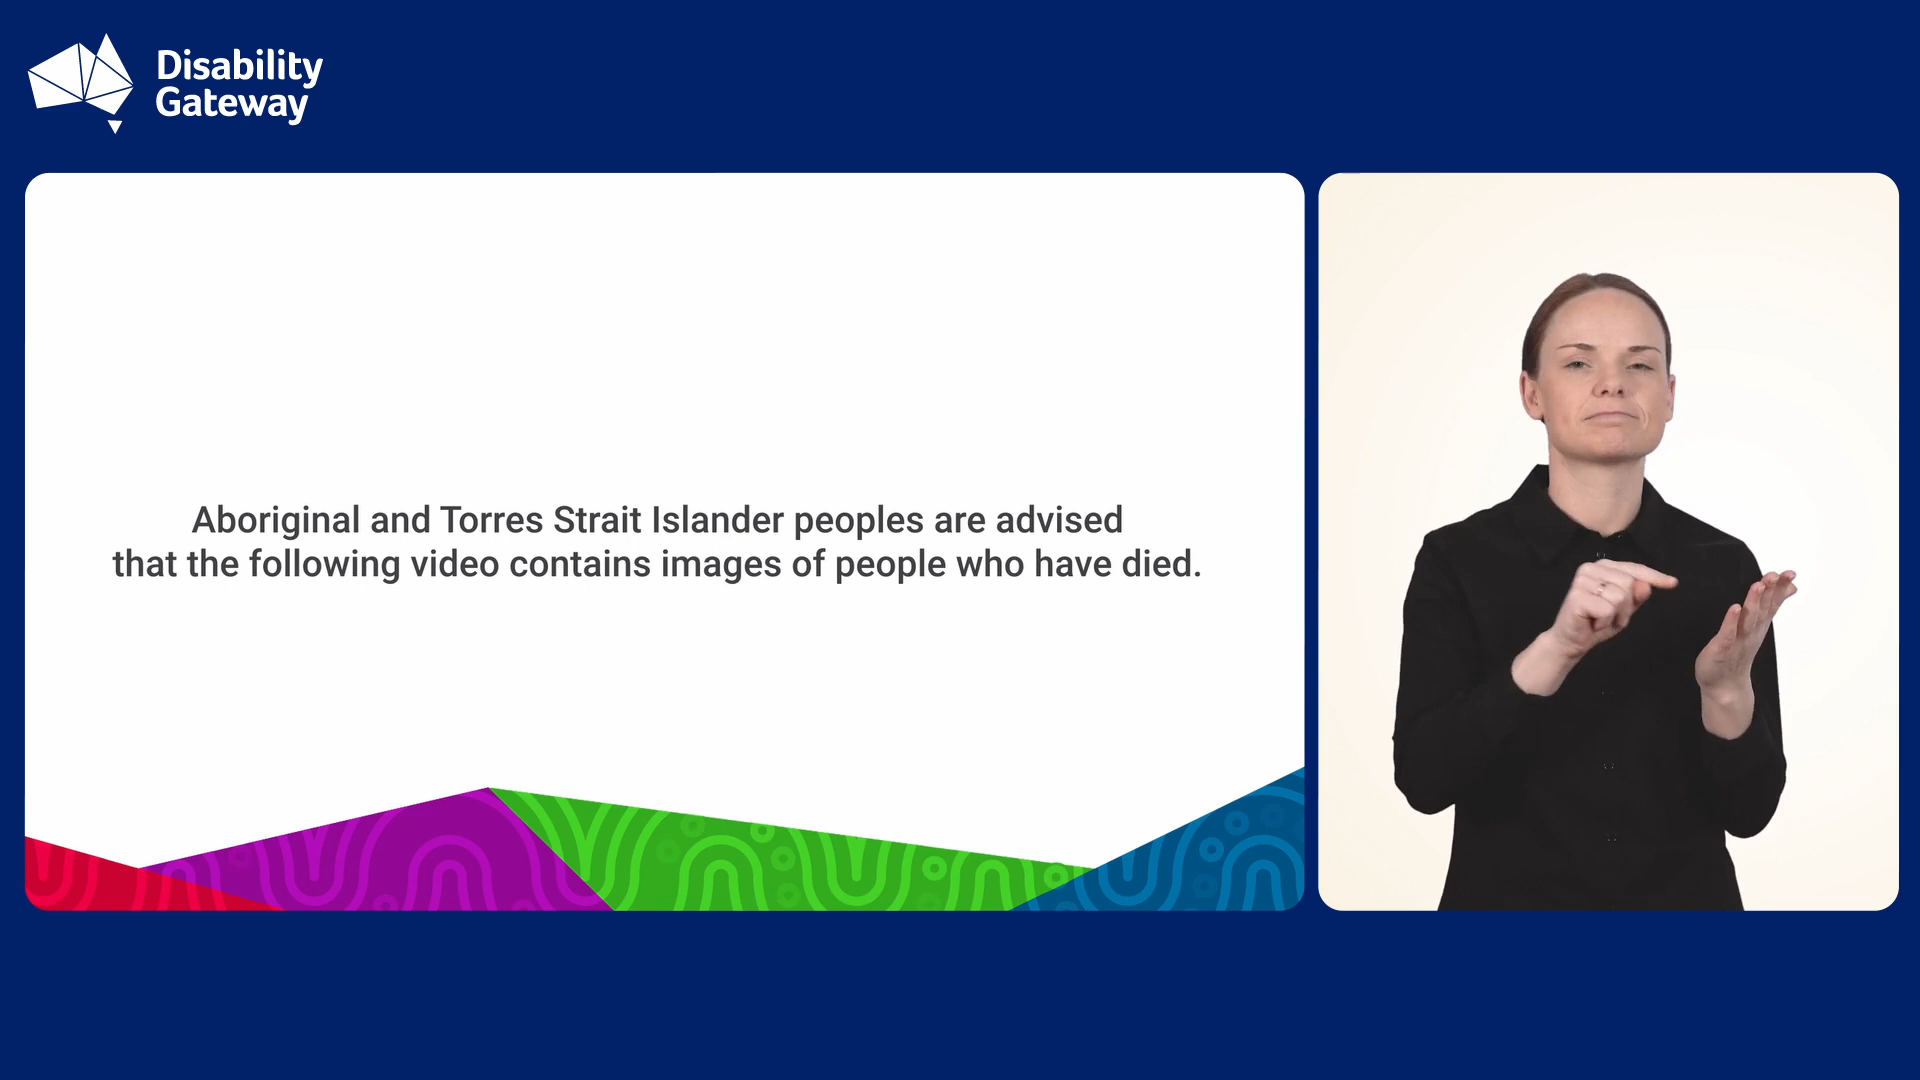 Disability
Gateway
Aboriginal and Torres Strait Islander peoples are advised
that the following video contains images of people who have died.